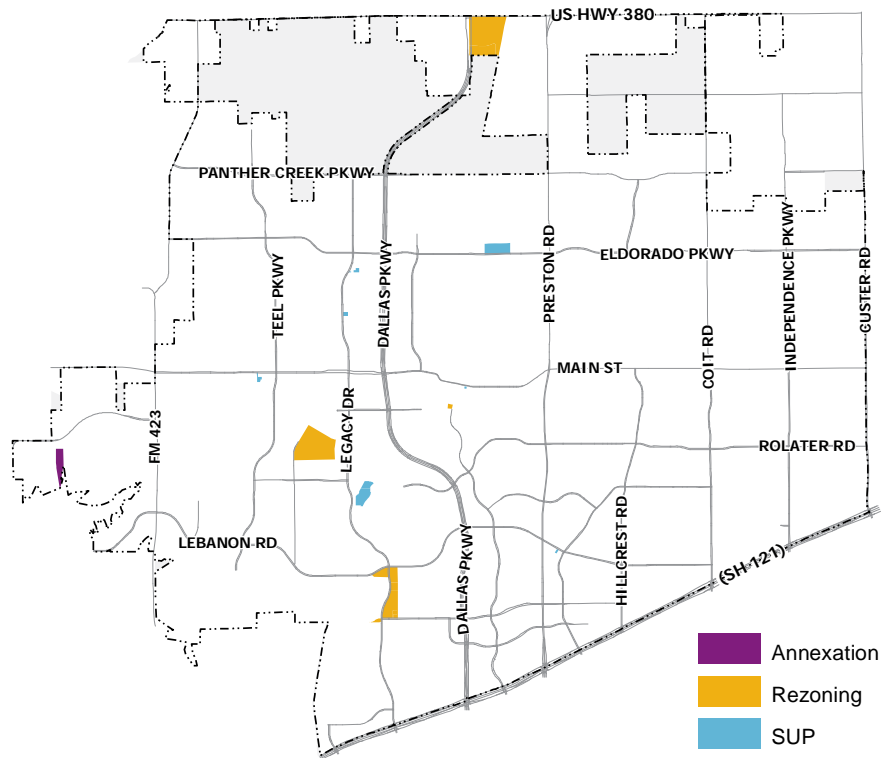 US HWY 380
PANTHER CREEK PKWY
TEEL PKWY
DALLAS PKWY
PRESTON RD
ELDORADO PKWY
INDEPENDENCE PKWY
CUSTER RD
MAIN ST
COIT RD
FM 423
LEGACY DR
ROLATER RD
LEBANON RD
DALLAS PKWY
HILLCREST RD
(SH 121)
Annexation
Rezoning
SUP